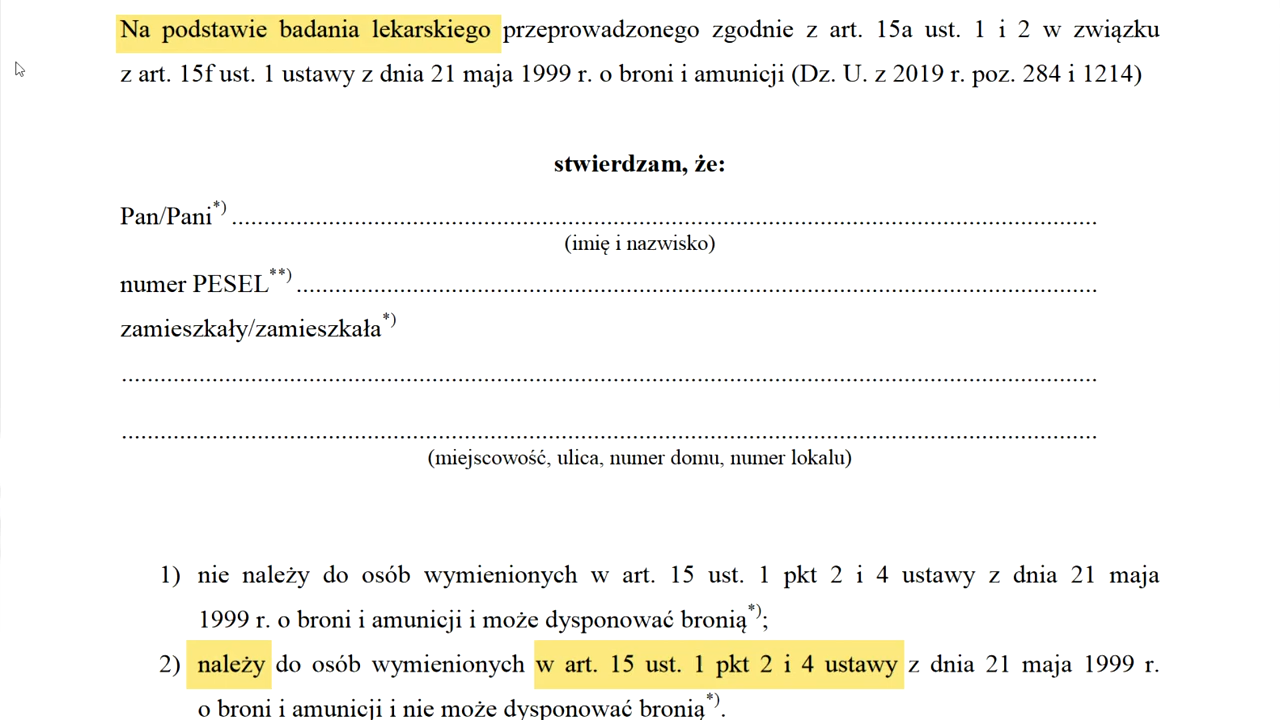 Na podstawie badania lekarskiego przeprowadzonego zgodnie z art. 15a ust. 1 i 2 w związku
z art. 15f ust. 1 ustawy z dnia 21 maja 1999 r. o broni i amunicji (Dz. U. z 2019 r. poz. 284 i 1214)
stwierdzam, że:
Pan/Pani*) ..............................................................................................................
(imię i nazwisko)
numer PESEL**) ......................................................................................................
zamieszkały/zamieszkała*)
............................................................................................................................
............................................................................................................................
(miejscowość, ulica, numer domu, numer lokalu)
1) nie należy do osób wymienionych w art. 15 ust. 1 pkt 2 i 4 ustawy z dnia 21 maja
1999 r. o broni i amunicji i może dysponować bronią*);
2) należy do osób wymienionych w art. 15 ust. 1 pkt 2 i 4 ustawy z dnia 21 maja 1999 r.
o broni i amunicji i nie może dysponować bronią*).